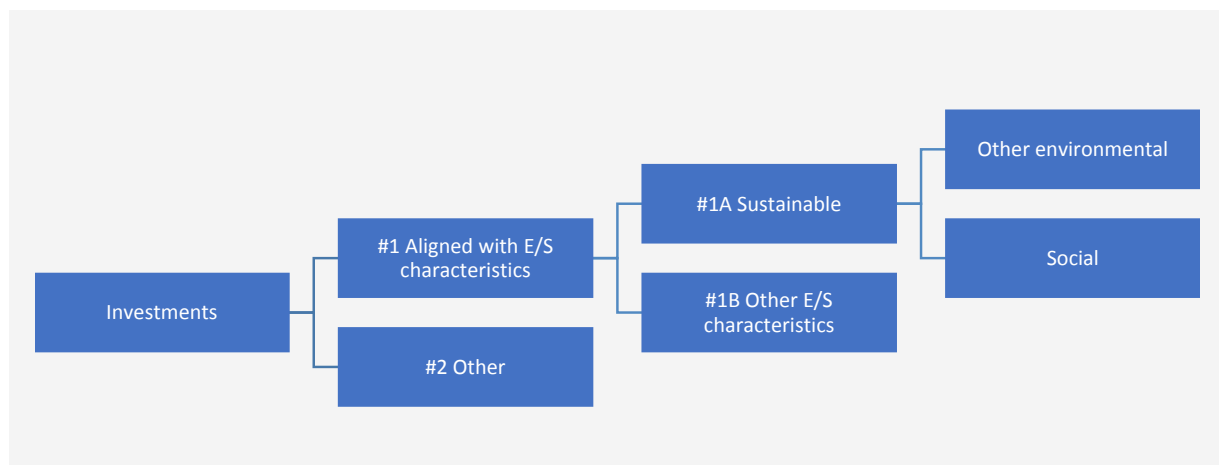 Investments
#1 Aligned with E/S
characteristics
#2 Other
#1A Sustainable
#1B Other E/S
characteristics
Other environmental
Social